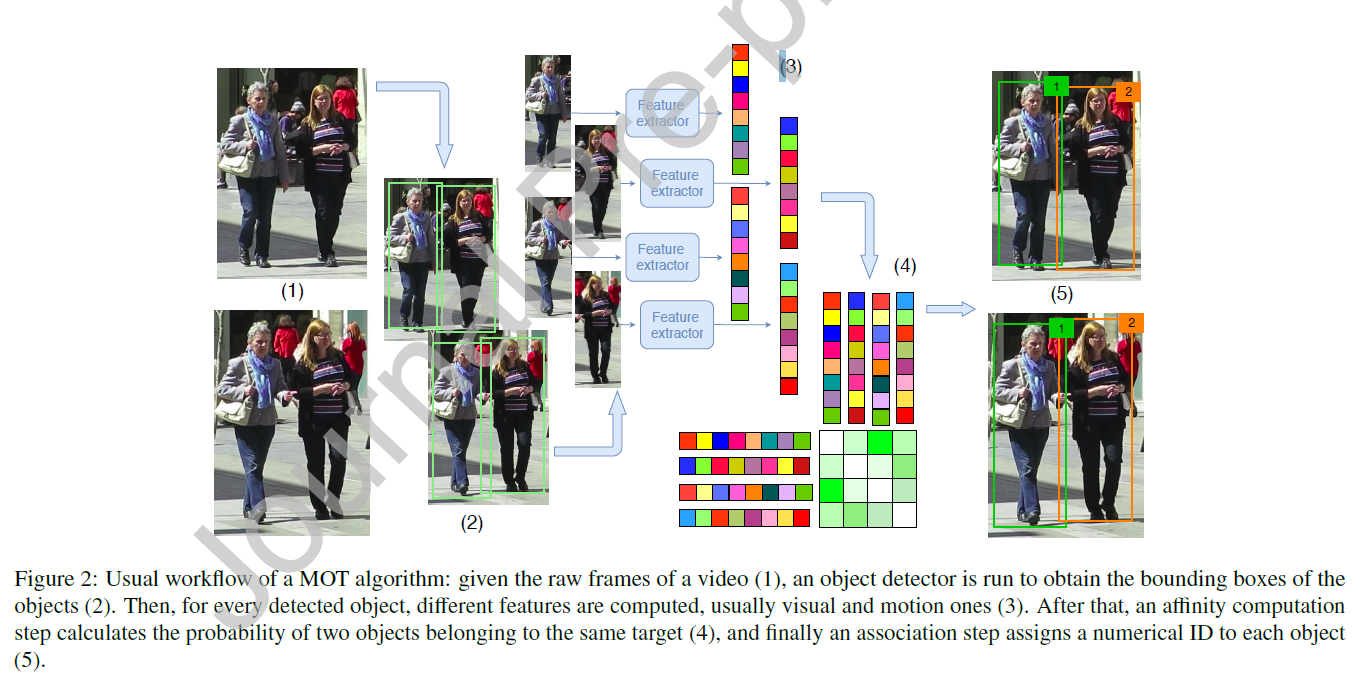 (1)
(2)
Feature
extractor
Feature
extractor
Feature
extractor
Feature
extractor
(3)
(4)
1
2
(5)
1
2
Journal Pre-p
Figure 2: Usual workflow of a MOT algorithm: given the raw frames of a video (1), an object detector is run to obtain the bounding boxes of the
objects (2). Then, for every detected object, different features are computed, usually visual and motion ones (3). After that, an affinity computation
step calculates the probability of two objects belonging to the same target (4), and finally an association step assigns a numerical ID to each object
(5).